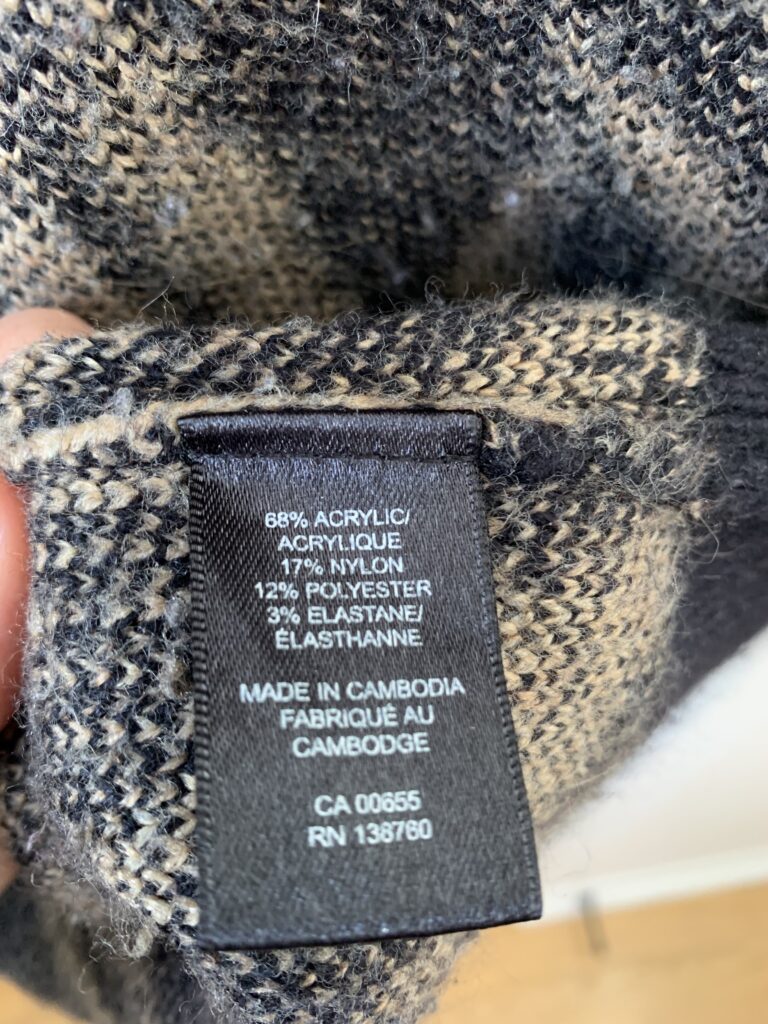 68% ACRYLIC/
ACRYLIQUE
17% NYLON
12% POLYESTER
3% ELASTANE/
ÉLASTHANNE
MADE IN CAMBODIA
FABRIQUÉ AU
CAMBODGE
CA 00655
RN 138760